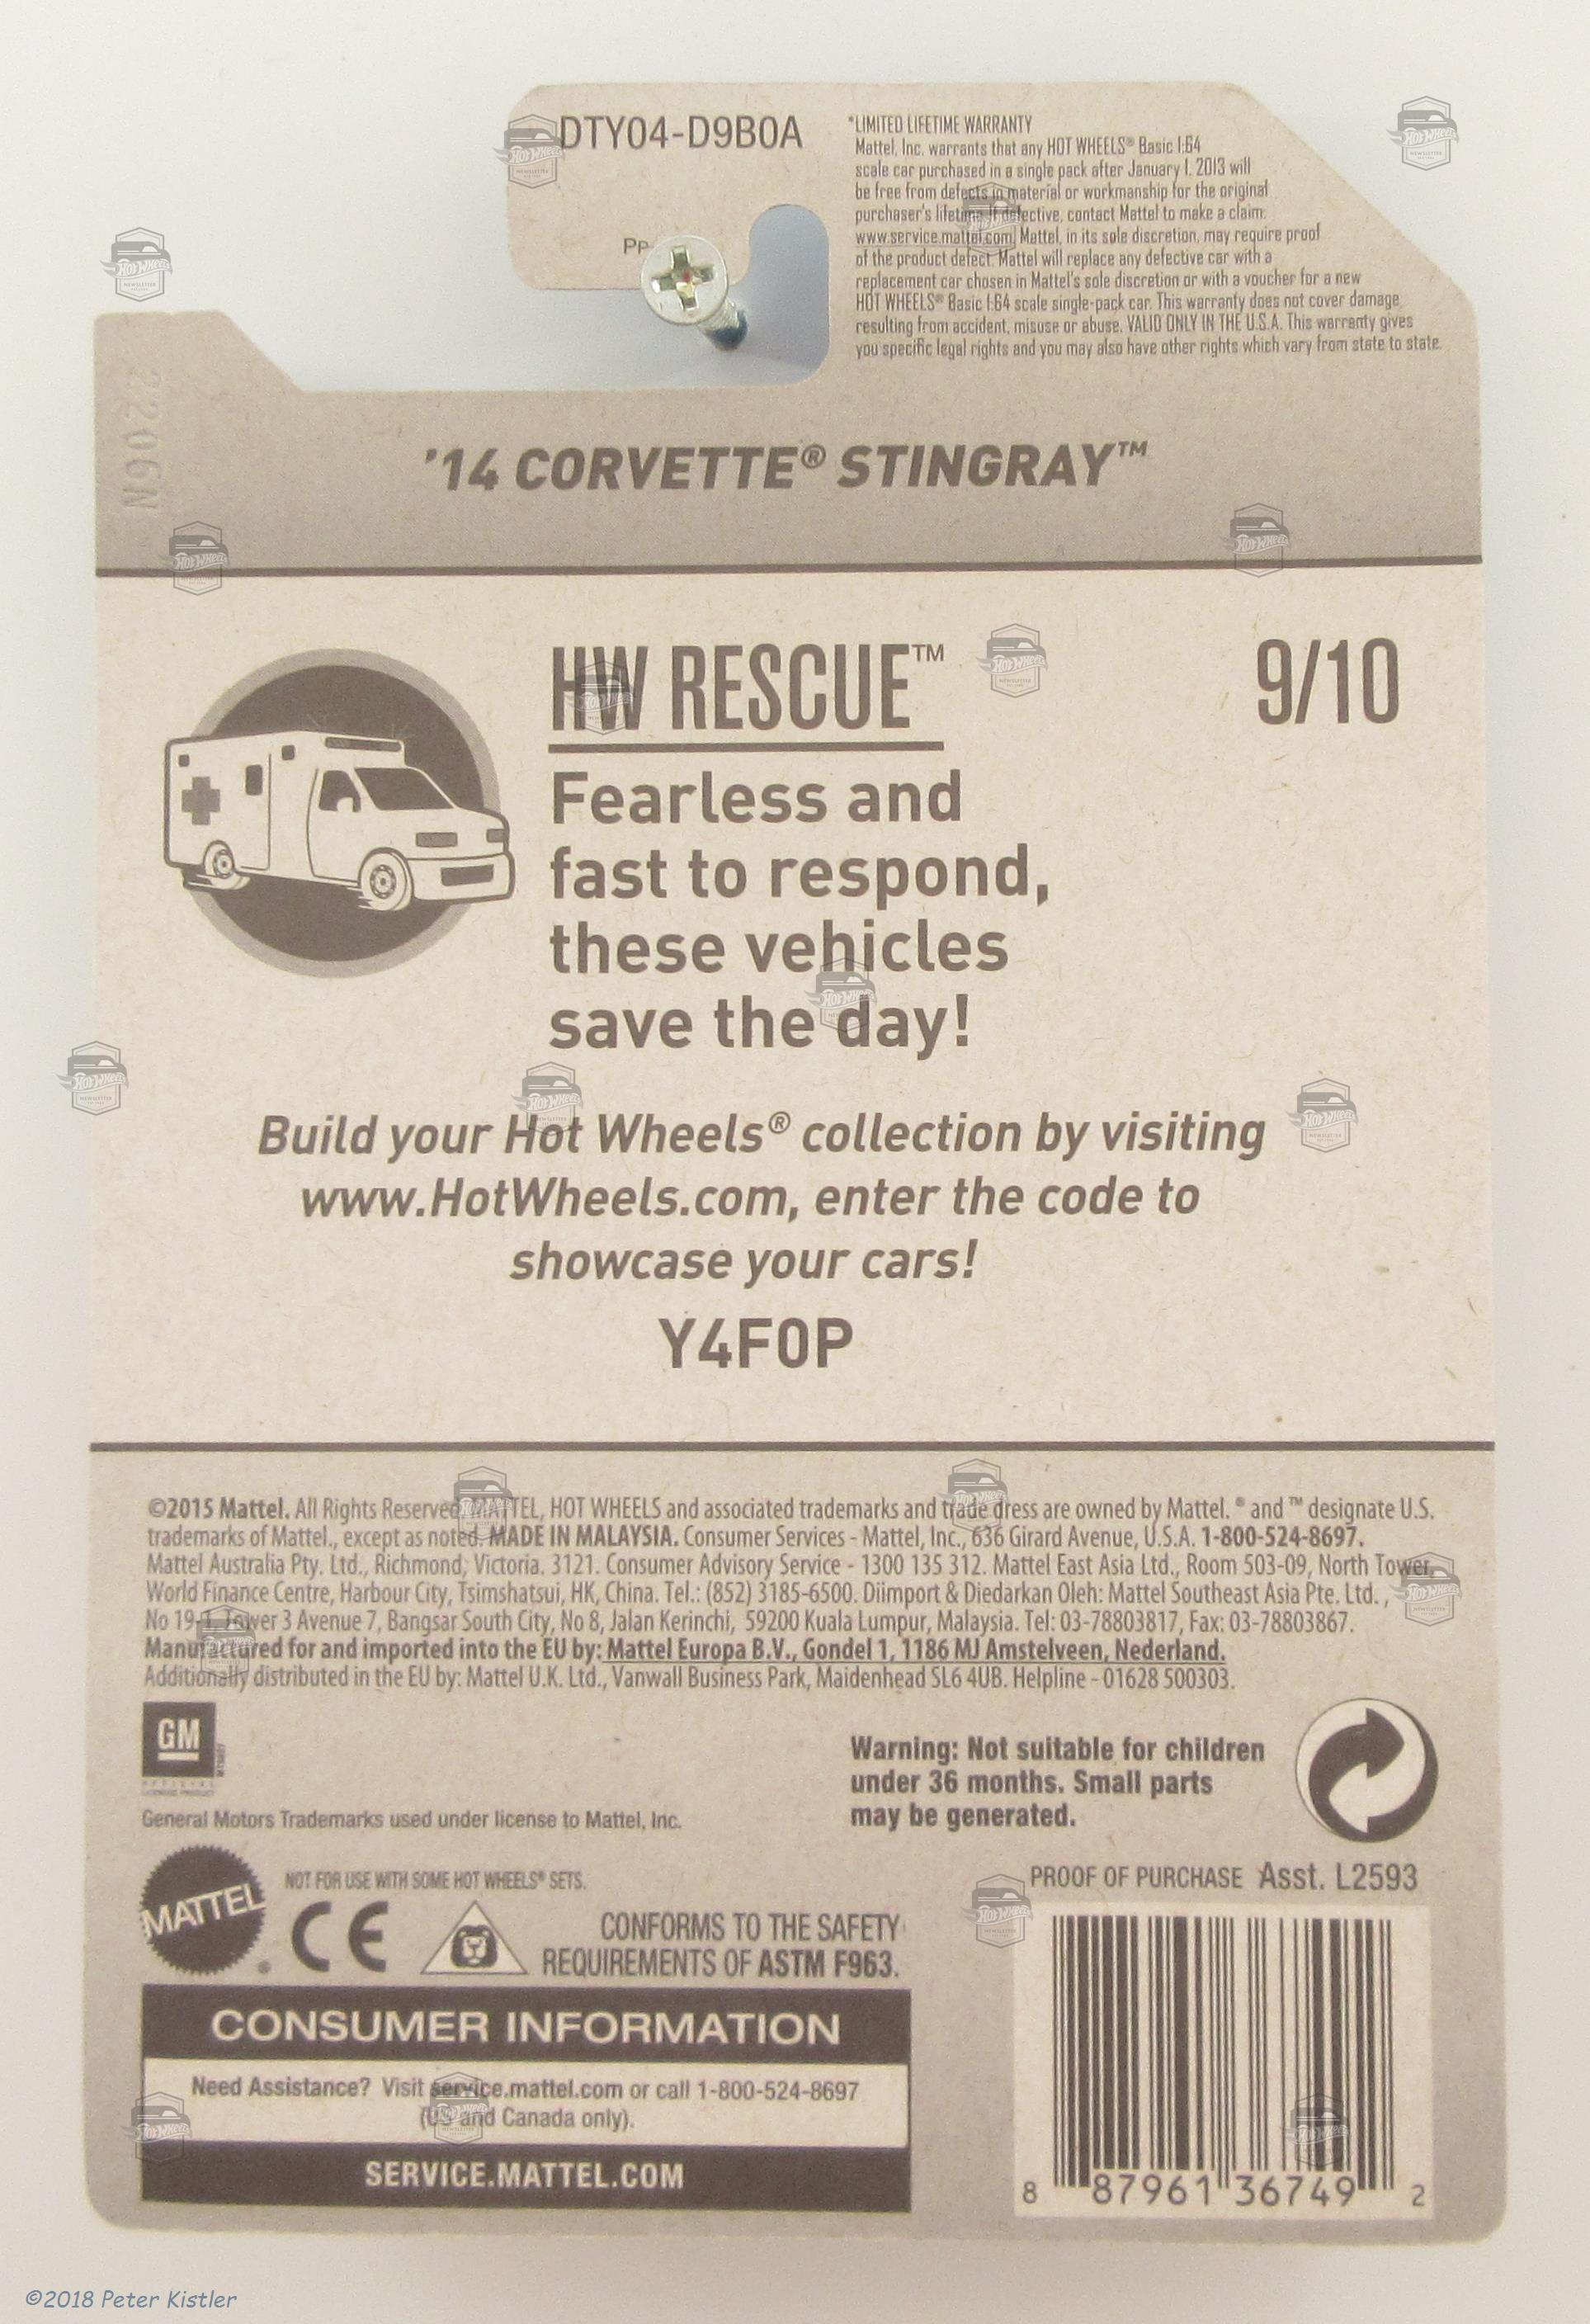 DTY04-D9B0A
*LIMITED LIFETIME WARRANTY
Mattel, Inc. warrants that any HOT WHEELS® Basic 1:64
scale car purchased in a single pack after January 1, 2013 will
be free from defects in material or workmanship for the original
purchaser's lifetime. If defective, contact Mattel to make a claim:
www.service.mattel.com. Mattel, in its sole discretion, may require proof
of the product defect. Mattel will replace any defective car with a
replacement car chosen in Mattel's sole discretion or with a voucher for a new
HOT WHEELS® Basic 1:64 scale single-pack car. This warranty does not cover damage
resulting from accident, misuse or abuse. VALID ONLY IN THE U.S.A. This warranty gives
you specific legal rights and you may also have other rights which vary from state to state.
2206N
'14 CORVETTE® STINGRAY™
HW RESCUE™
9/10
Fearless and
fast to respond,
these vehicles
save the day!
Build your Hot Wheels® collection by visiting
www.HotWheels.com, enter the code to
showcase your cars!
Y4F0P
©2015 Mattel. All Rights Reserved. MATTEL, HOT WHEELS and associated trademarks and trade dress are owned by Mattel. ® and ™ designate U.S.
trademarks of Mattel., except as noted. MADE IN MALAYSIA. Consumer Services - Mattel, Inc., 636 Girard Avenue, U.S.A. 1-800-524-8697.
Mattel Australia Pty. Ltd., Richmond, Victoria. 3121. Consumer Advisory Service - 1300 135 312. Mattel East Asia Ltd., Room 503-09, North Tower,
World Finance Centre, Harbour City, Tsimshatsui, HK, China. Tel.: (852) 3185-6500. Diimport & Diedarkan Oleh: Mattel Southeast Asia Pte. Ltd. ,
No 19-1, Tower 3 Avenue 7, Bangsar South City, No 8, Jalan Kerinchi, 59200 Kuala Lumpur, Malaysia. Tel: 03-78803817, Fax: 03-78803867.
Manufactured for and imported into the EU by: Mattel Europa B.V., Gondel 1, 1186 MJ Amstelveen, Nederland.
Additionally distributed in the EU by: Mattel U.K. Ltd., Vanwall Business Park, Maidenhead SL6 4UB. Helpline - 01628 500303.
GM
OFFICIAL
LICENSED PRODUCT
General Motors Trademarks used under license to Mattel, Inc.
Warning: Not suitable for children
under 36 months. Small parts
may be generated.
MATTEL
NOT FOR USE WITH SOME HOT WHEELS® SETS.
CE
CONFORMS TO THE SAFETY
REQUIREMENTS OF ASTM F963.
PROOF OF PURCHASE Asst. L2593
CONSUMER INFORMATION
Need Assistance? Visit service.mattel.com or call 1-800-524-8697
(US and Canada only).
SERVICE.MATTEL.COM
8 87961 36749 2
©2018 Peter Kistler